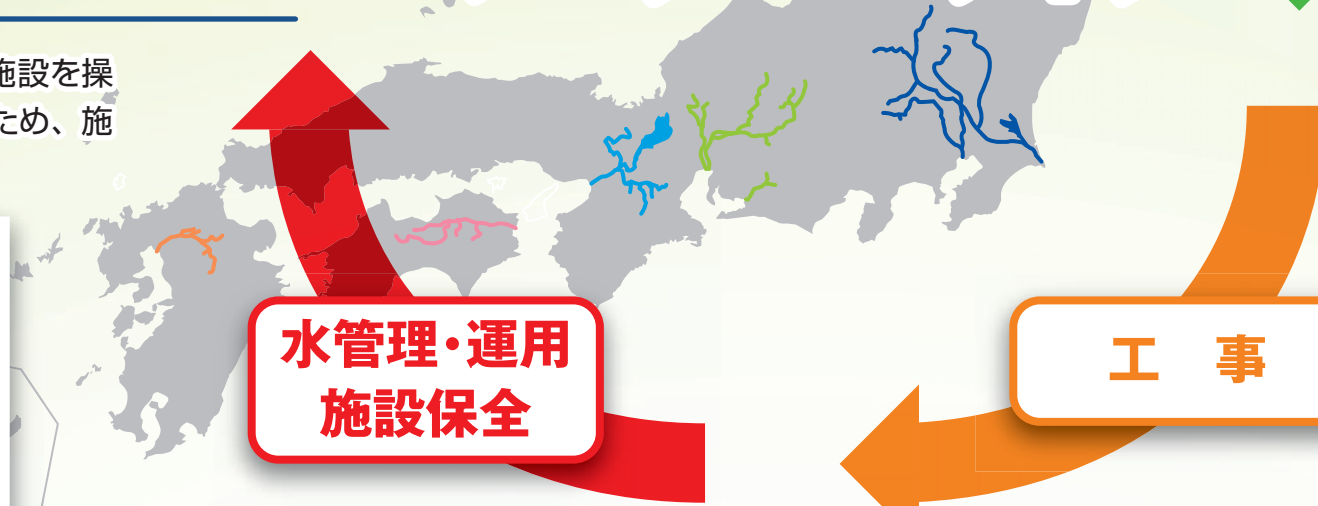 施設を操
ため、施
水管理・運用
施設保全
工 事